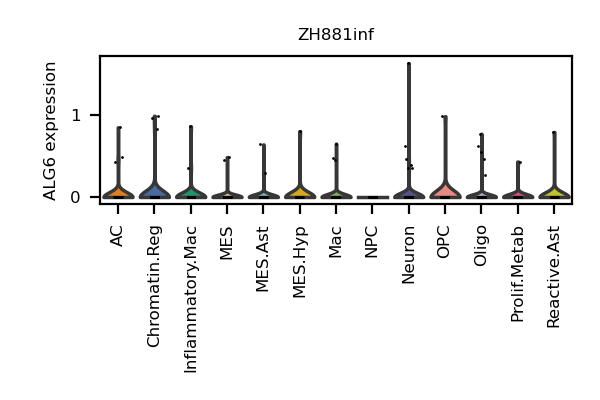 ZH881inf
ALG6 expression
1
0
AC
Chromatin.Reg
Inflammatory.Mac
MES
MES.Ast
MES.Hyp
Mac
NPC
Neuron
OPC
Oligo
Prolif.Metab
Reactive.Ast